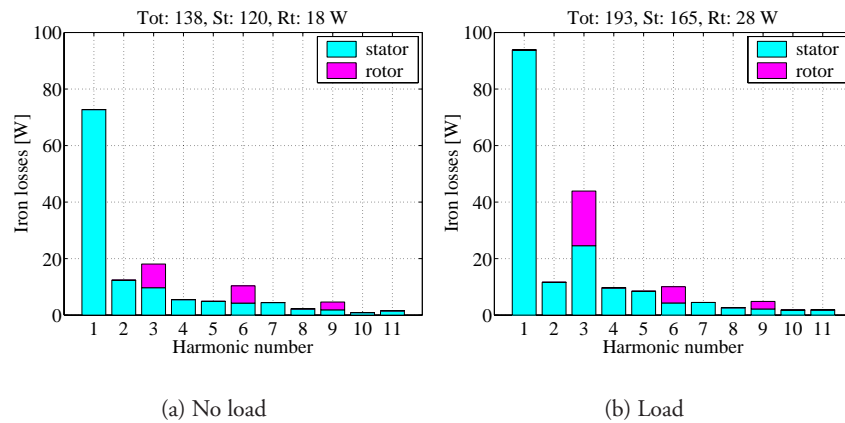 Tot: 138, St: 120, Rt: 18 W
100
80
60
40
20
0
Iron losses [W]
stator
rotor
1 2 3 4 5 6 7 8 9 10 11
Harmonic number
(a) No load
Tot: 193, St: 165, Rt: 28 W
100
80
60
40
20
0
Iron losses [W]
stator
rotor
1 2 3 4 5 6 7 8 9 10 11
Harmonic number
(b) Load